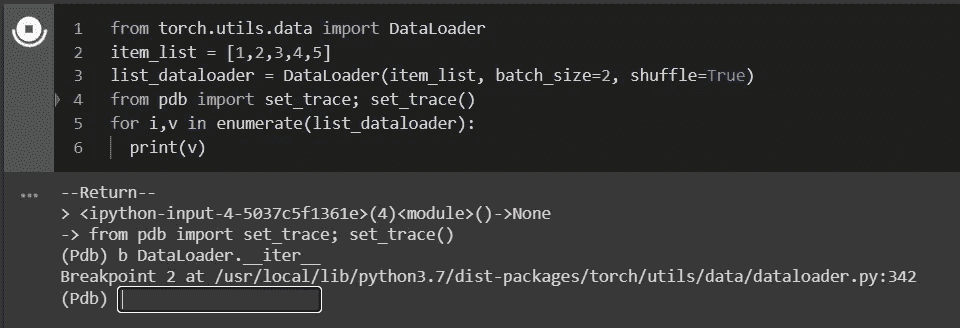 1 from torch.utils.data import DataLoader
2 item_list = [1,2,3,4,5]
3 list_dataloader = DataLoader(item_list, batch_size=2, shuffle=True)
4 from pdb import set_trace; set_trace()
5 for i,v in enumerate(list_dataloader):
6   print(v)
--Return--
> <ipython-input-4-5037c5f1361e>(4)<module>()->None
-> from pdb import set_trace; set_trace()
(Pdb) b DataLoader.__iter__
Breakpoint 2 at /usr/local/lib/python3.7/dist-packages/torch/utils/data/dataloader.py:342
(Pdb)